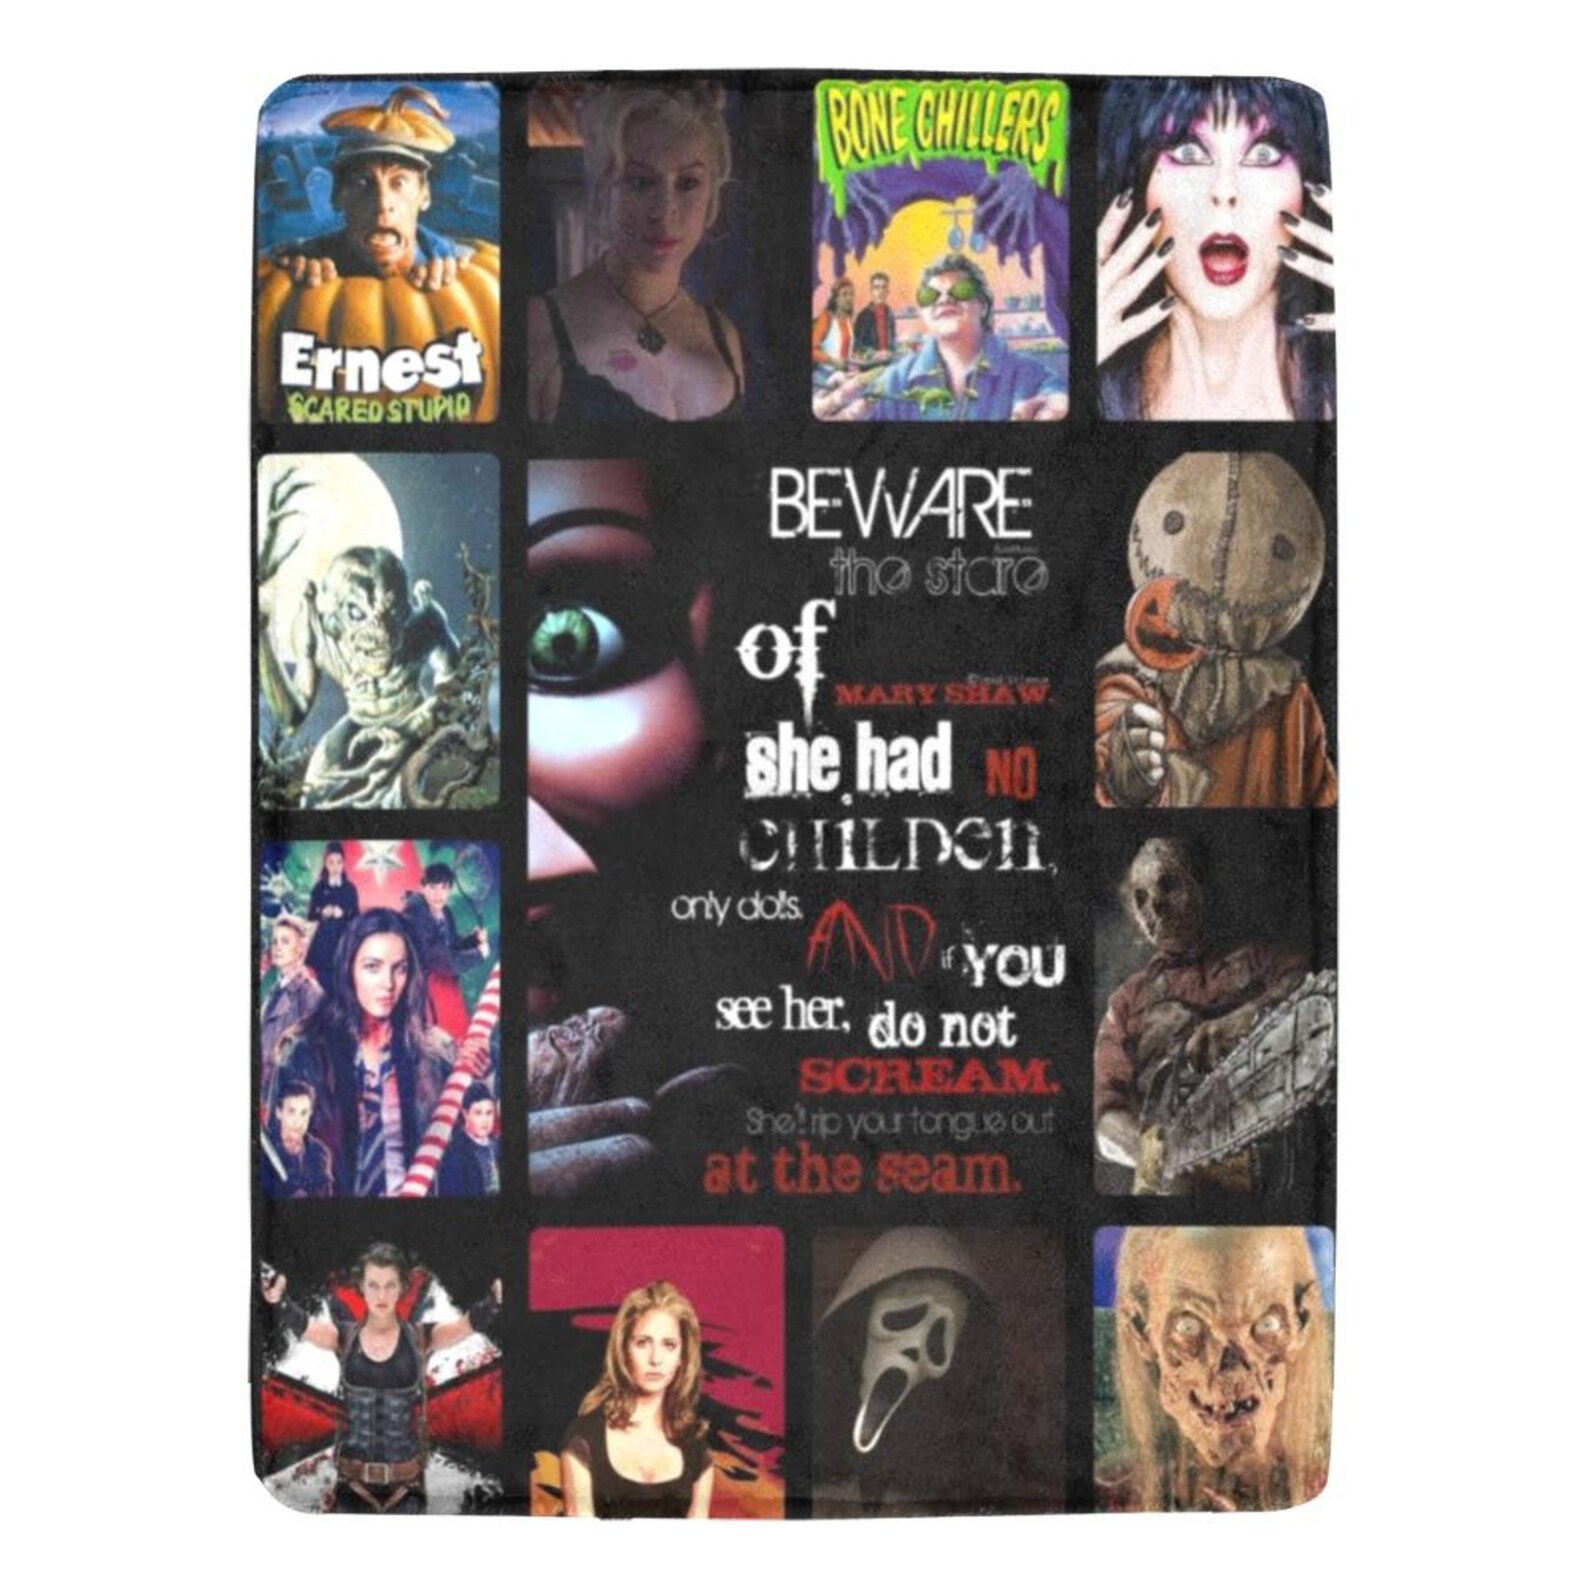 BONE CHILLERS
Ernest
SCARED STUPID
BEWARE
the stare
of
MARY SHAW.
she had NO
CHILDREN,
only dolls.
AND if YOU
see her, do not
SCREAM.
She'll rip your tongue out
at the seam.